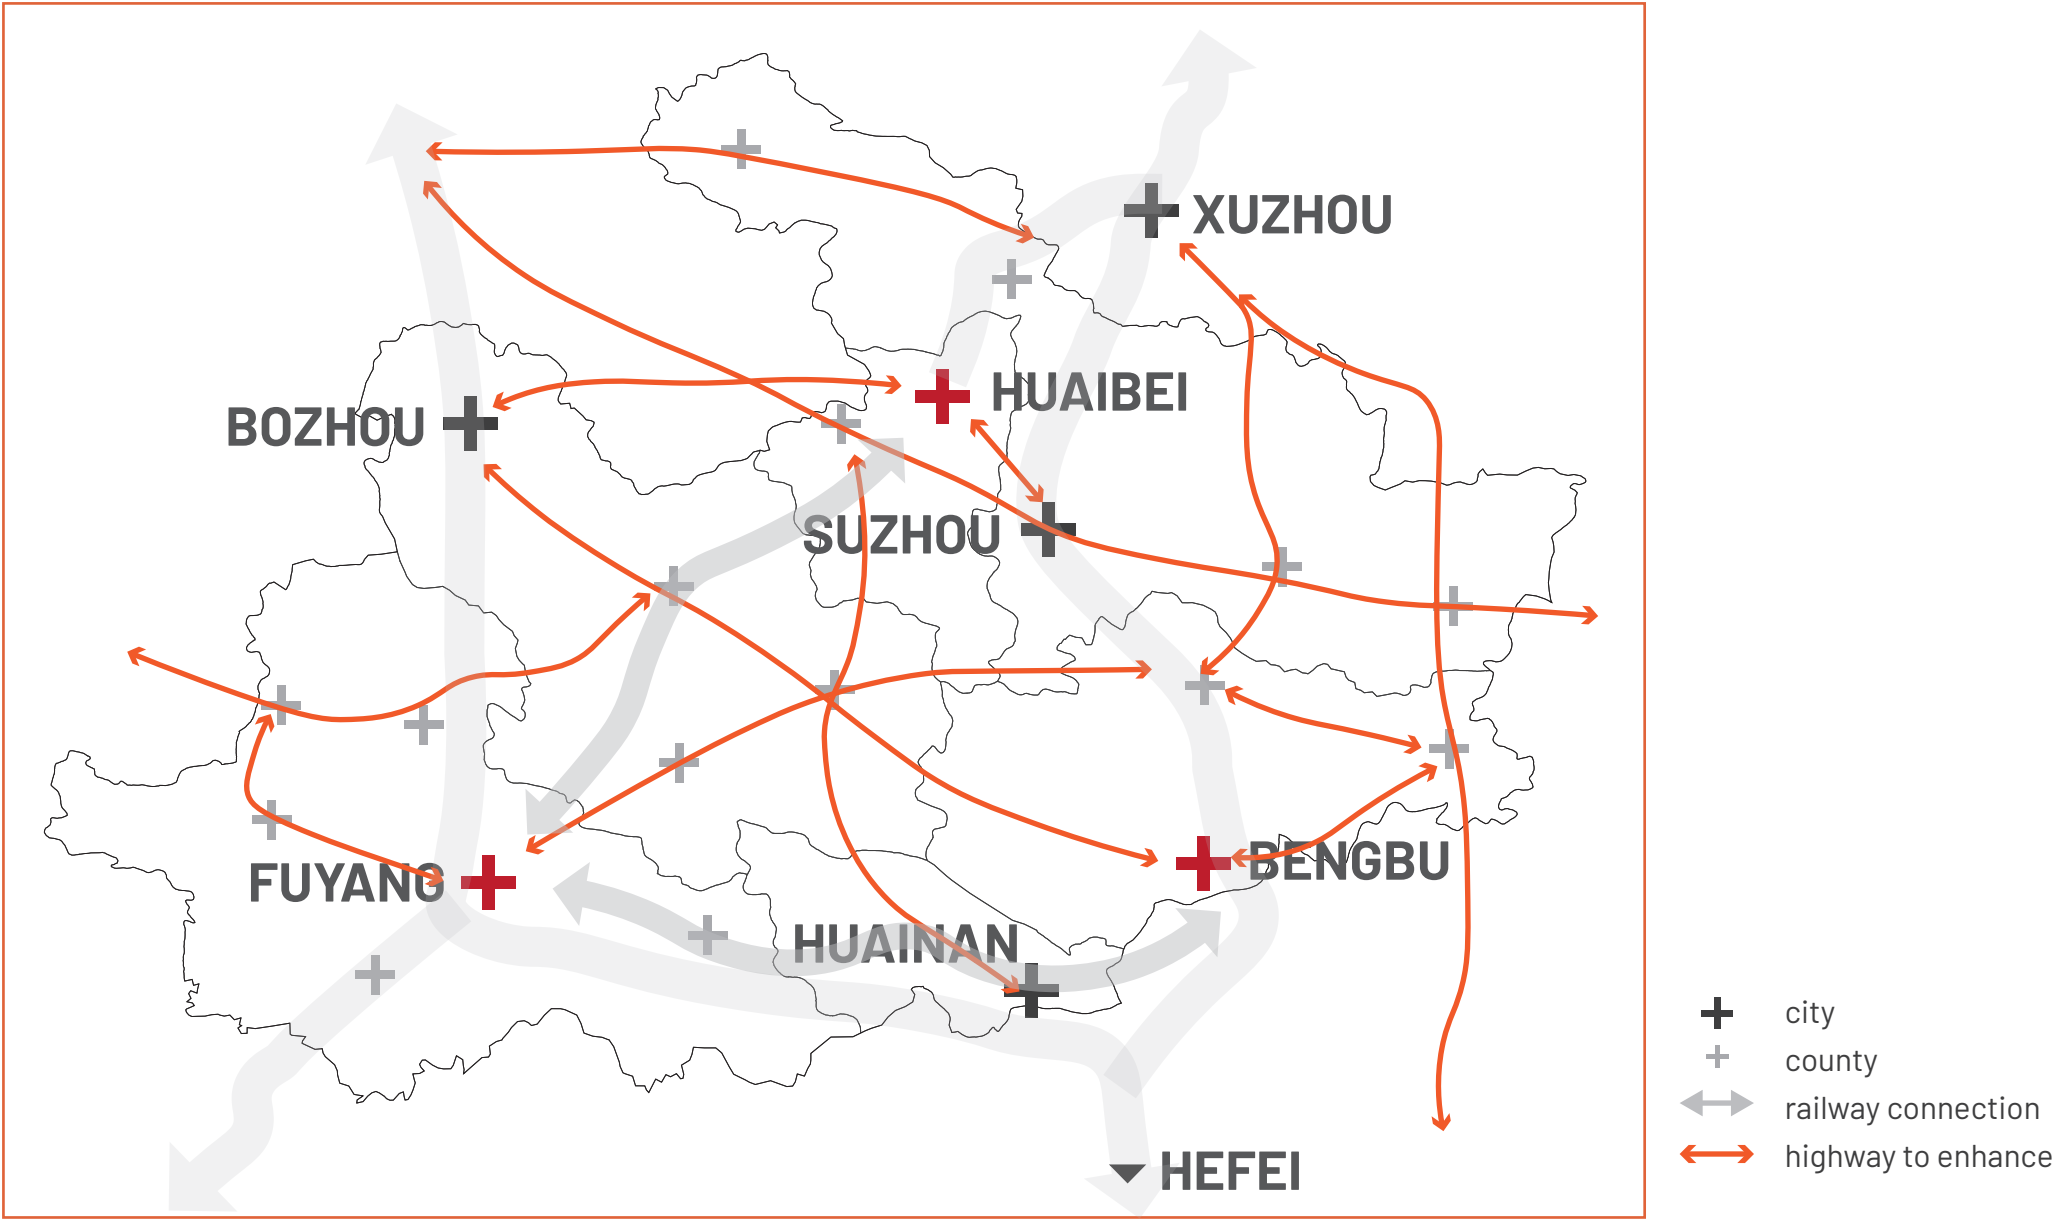 XUZHOU
HUAIBEI
BOZHOU
SUZHOU
BENGBU
FUYANG
HUAINAN
HEFEI
city
county
railway connection
highway to enhance